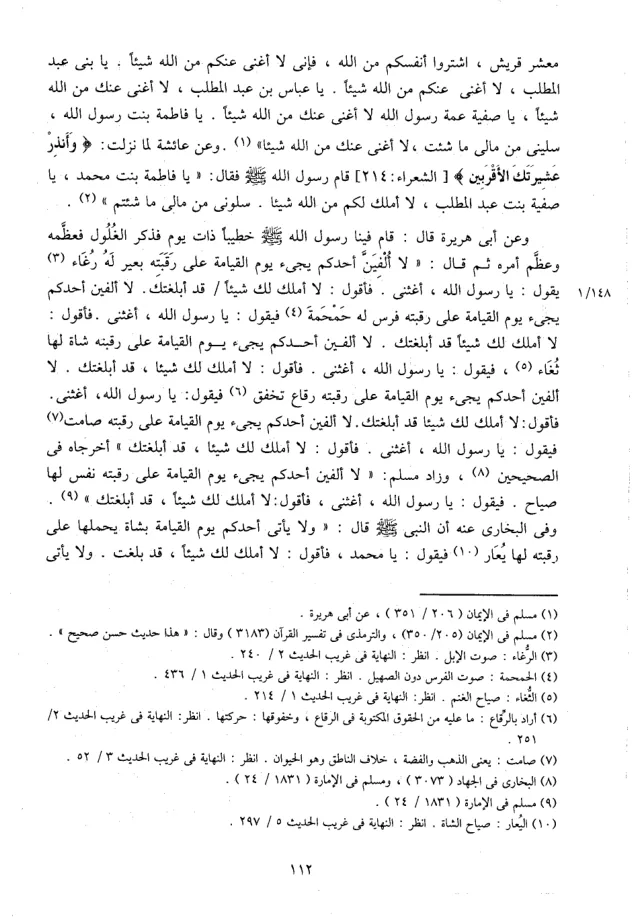 معشر قريش ، اشتروا أنفسكم من الله ، فإنى لا أغنى عنكم من الله شيئاً . يا بنى عبد
المطلب ، لا أغنى عنكم من الله شيئاً . يا عباس بن عبد المطلب ، لا أغنى عنك من الله
شيئاً ، يا صفية عمة رسول الله لا أغنى عنك من الله شيئاً . يا فاطمة بنت رسول الله ،
سلينى من مالى ما شئت ، لا أغنى عنك من الله شيئا» (١) . وعن عائشة لما نزلت: ﴿ وَأَنذِرْ
عَشِيرَتَكَ الأَقْرَبِين ﴾ [ الشعراء: ٢١٤] قام رسول الله ﷺ فقال: « يا فاطمة بنت محمد ، يا
صفية بنت عبد المطلب ، لا أملك لكم من الله شيئا . سلونى من مالى ما شئتم » (٢) .
وعن أبى هريرة قال : قام فينا رسول الله ﷺ خطيباً ذات يوم فذكر الغُلُول فعظَّمه
وعظَّم أمره ثم قال : « لا أُلْفِيَنَّ أحدكم يجىء يوم القيامة على رَقَبَته بعير لَهُ رُغَاء (٣)
يقول : يا رسول الله ، أغثنى . فأقول : لا أملك لك شيئاً / قد أبلغتك. لا ألفين أحدكم
١٤٨/١
يجىء يوم القيامة على رقبته فرس له حَمْحَمَة (٤) فيقول : يا رسول الله ، أغثنى . فأقول :
لا أملك لك شيئاً قد أبلغتك . لا ألفين أحدكم يجىء يوم القيامة على رقبته شاة لها
ثُغَاء (٥) ، فيقول : يا رسول الله ، أغثنى . فأقول : لا أملك لك شيئا ، قد أبلغتك . لا
ألفين أحدكم يجىء يوم القيامة على رقبته رقاع تخفق (٦) فيقول: يا رسول الله، أغثنى.
فأقول: لا أملك لك شيئا قد أبلغتك. لا ألفين أحدكم يجىء يوم القيامة على رقبته صامت(٧)
فيقول : يا رسول الله ، أغثنى . فأقول : لا أملك لك شيئا ، قد أبلغتك » أخرجاه فى
الصحيحين (٨) ، وزاد مسلم: « لا ألفين أحدكم يجىء يوم القيامة على رقبته نفس لها
صياح . فيقول : يا رسول الله ، أغثنى ، فأقول: لا أملك لك شيئاً ، قد أبلغتك » (٩) .
وفى البخارى عنه أن النبى ﷺ قال : « ولا يأتى أحدكم يوم القيامة بشاة يحملها على
رقبته لها يُعَار (١٠) فيقول : يا محمد ، فأقول : لا أملك لك شيئاً ، قد بلغت . ولا يأتى
(١) مسلم فى الإيمان ( ٢٠٦ / ٣٥١ ) ، عن أبى هريرة .
(٢) مسلم فى الإيمان (٢٠٥/ ٣٥٠) ، والترمذى فى تفسير القرآن (٣١٨٣ ) وقال : « هذا حديث حسن صحيح » .
(٣) الرُّغاء : صوت الإبل . انظر : النهاية فى غريب الحديث ٢ / ٢٤٠ .
(٤) الحمحمة : صوت الفرس دون الصهيل . انظر : النهاية فى غريب الحديث ١ / ٤٣٦ .
(٥) الثُّغاء : صياح الغنم . انظر: النهاية فى غريب الحديث ١ / ٢١٤ .
(٦) أراد بالرِّقاع : ما عليه من الحقوق المكتوبة فى الرقاع ، وخفوقها : حركتها . انظر: النهاية فى غريب الحديث ٢/
٢٥١ .
(٧) صامت : يعنى الذهب والفضة ، خلاف الناطق وهو الحيوان . انظر : النهاية فى غريب الحديث ٣ / ٥٢ .
(٨) البخارى فى الجهاد ( ٣٠٧٣ ) ، ومسلم فى الإمارة ( ١٨٣١ / ٢٤ ) .
(٩) مسلم فى الإمارة ( ١٨٣١ / ٢٤ ) .
(١٠) اليُعار : صياح الشاة . انظر : النهاية فى غريب الحديث ٥ / ٢٩٧ .
١١٢